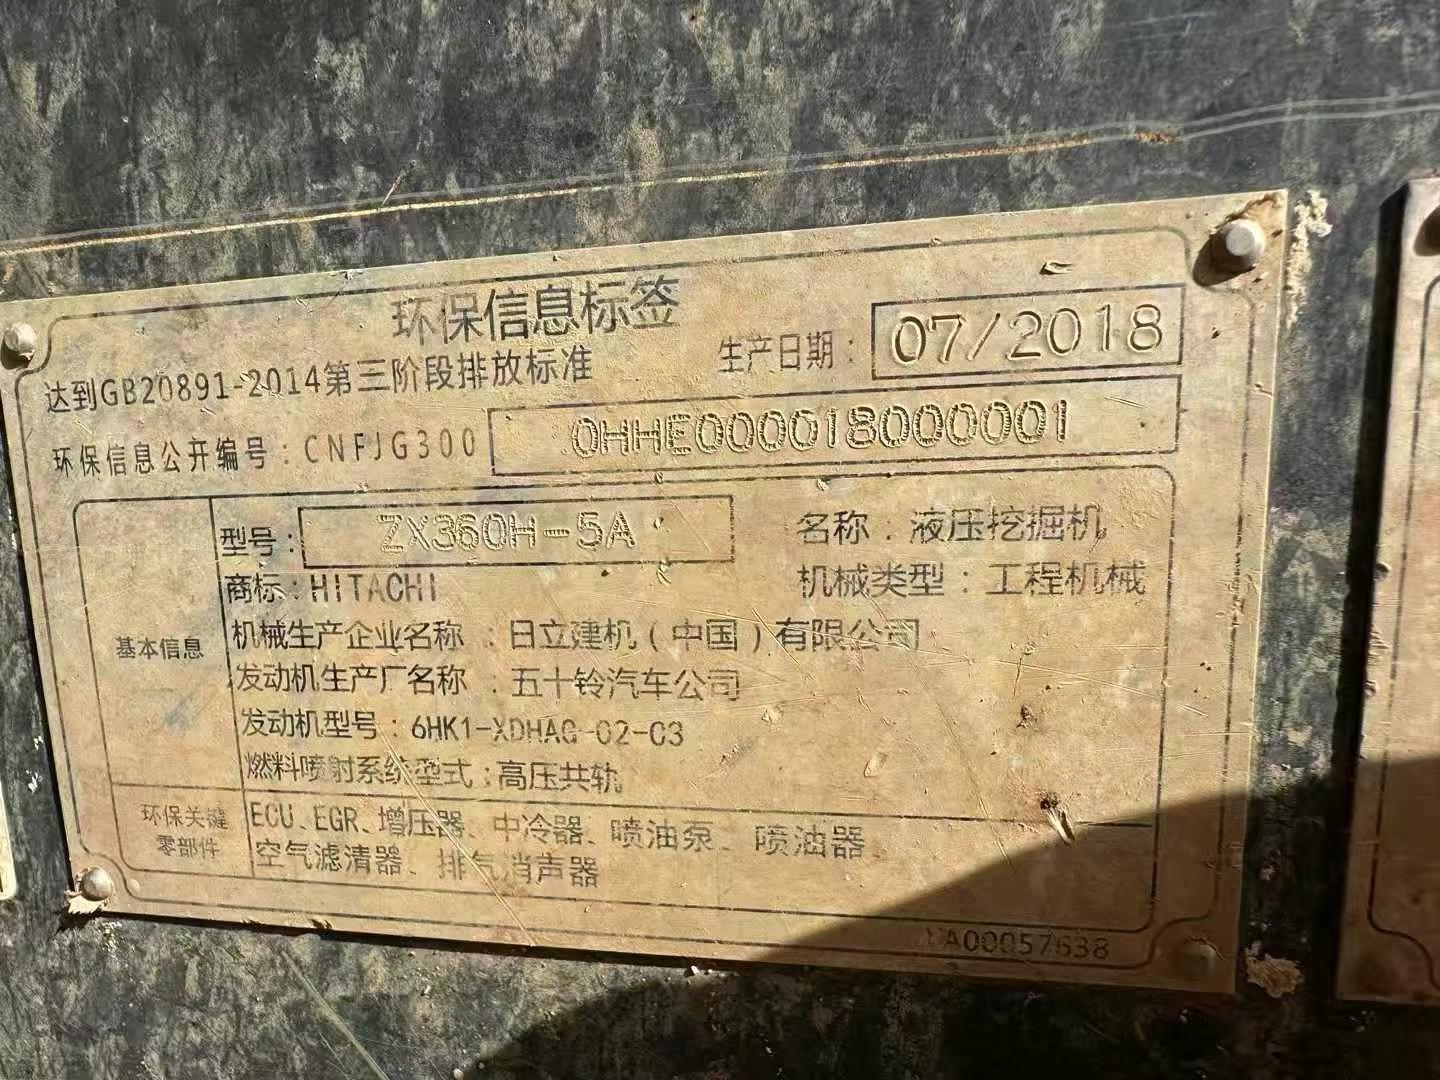 环保信息标签
达到GB20891-2014第三阶段排放标准
生产日期：07/2018
环保信息公开编号：CNFJG300 0HHE000018000001
基本信息
型号：ZX360H-5A 名称：液压挖掘机
商标：HITACHI 机械类型：工程机械
机械生产企业名称：日立建机（中国）有限公司
发动机生产厂名称：五十铃汽车公司
发动机型号：6HK1-XDHAG-02-C3
燃料喷射系统型式：高压共轨
环保关键零部件
ECU、EGR、增压器、中冷器、喷油泵、喷油器、
空气滤清器、排气消声器
A00057638